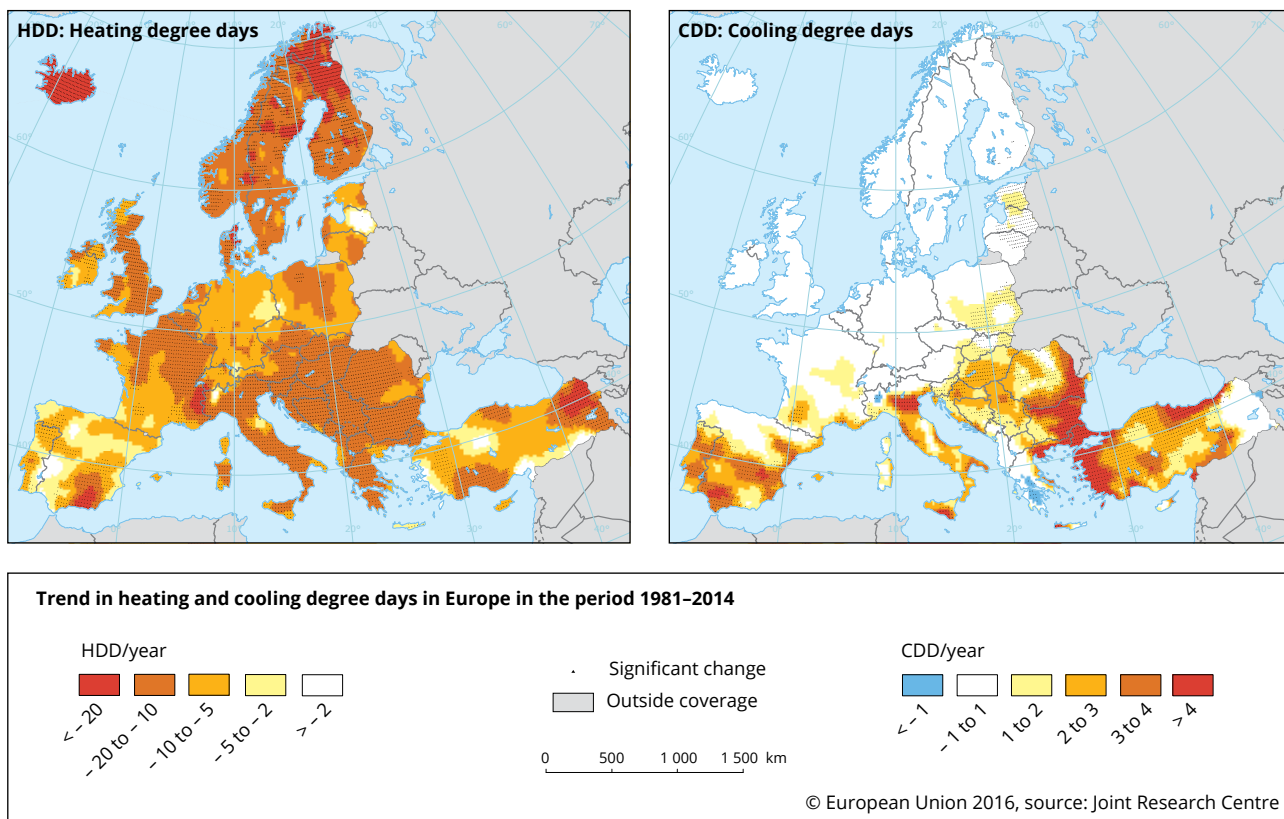 HDD: Heating degree days
CDD: Cooling degree days
Trend in heating and cooling degree days in Europe in the period 1981–2014
HDD/year
< – 20
– 20 to – 10
– 10 to – 5
– 5 to – 2
> – 2
Significant change
Outside coverage
0 500 1 000 1 500 km
CDD/year
< – 1
– 1 to 1
1 to 2
2 to 3
3 to 4
> 4
© European Union 2016, source: Joint Research Centre